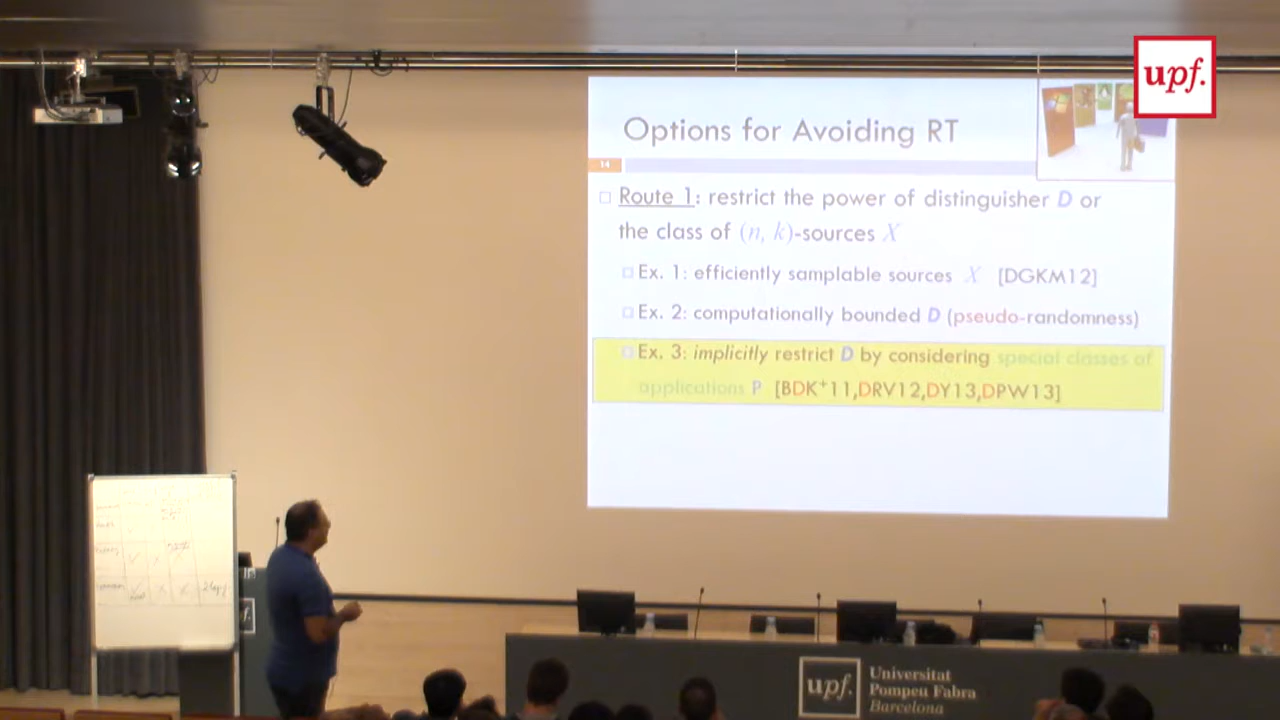 upf.
Options for Avoiding RT
14
Route 1: restrict the power of distinguisher D or
the class of (n, k)-sources X
Ex. 1: efficiently samplable sources X [DGKM12]
Ex. 2: computationally bounded D (pseudo-randomness)
Ex. 3: implicitly restrict D by considering special classes of
applications P [BDK+11,DRV12,DY13,DPW13]
upf.
Universitat
Pompeu Fabra
Barcelona